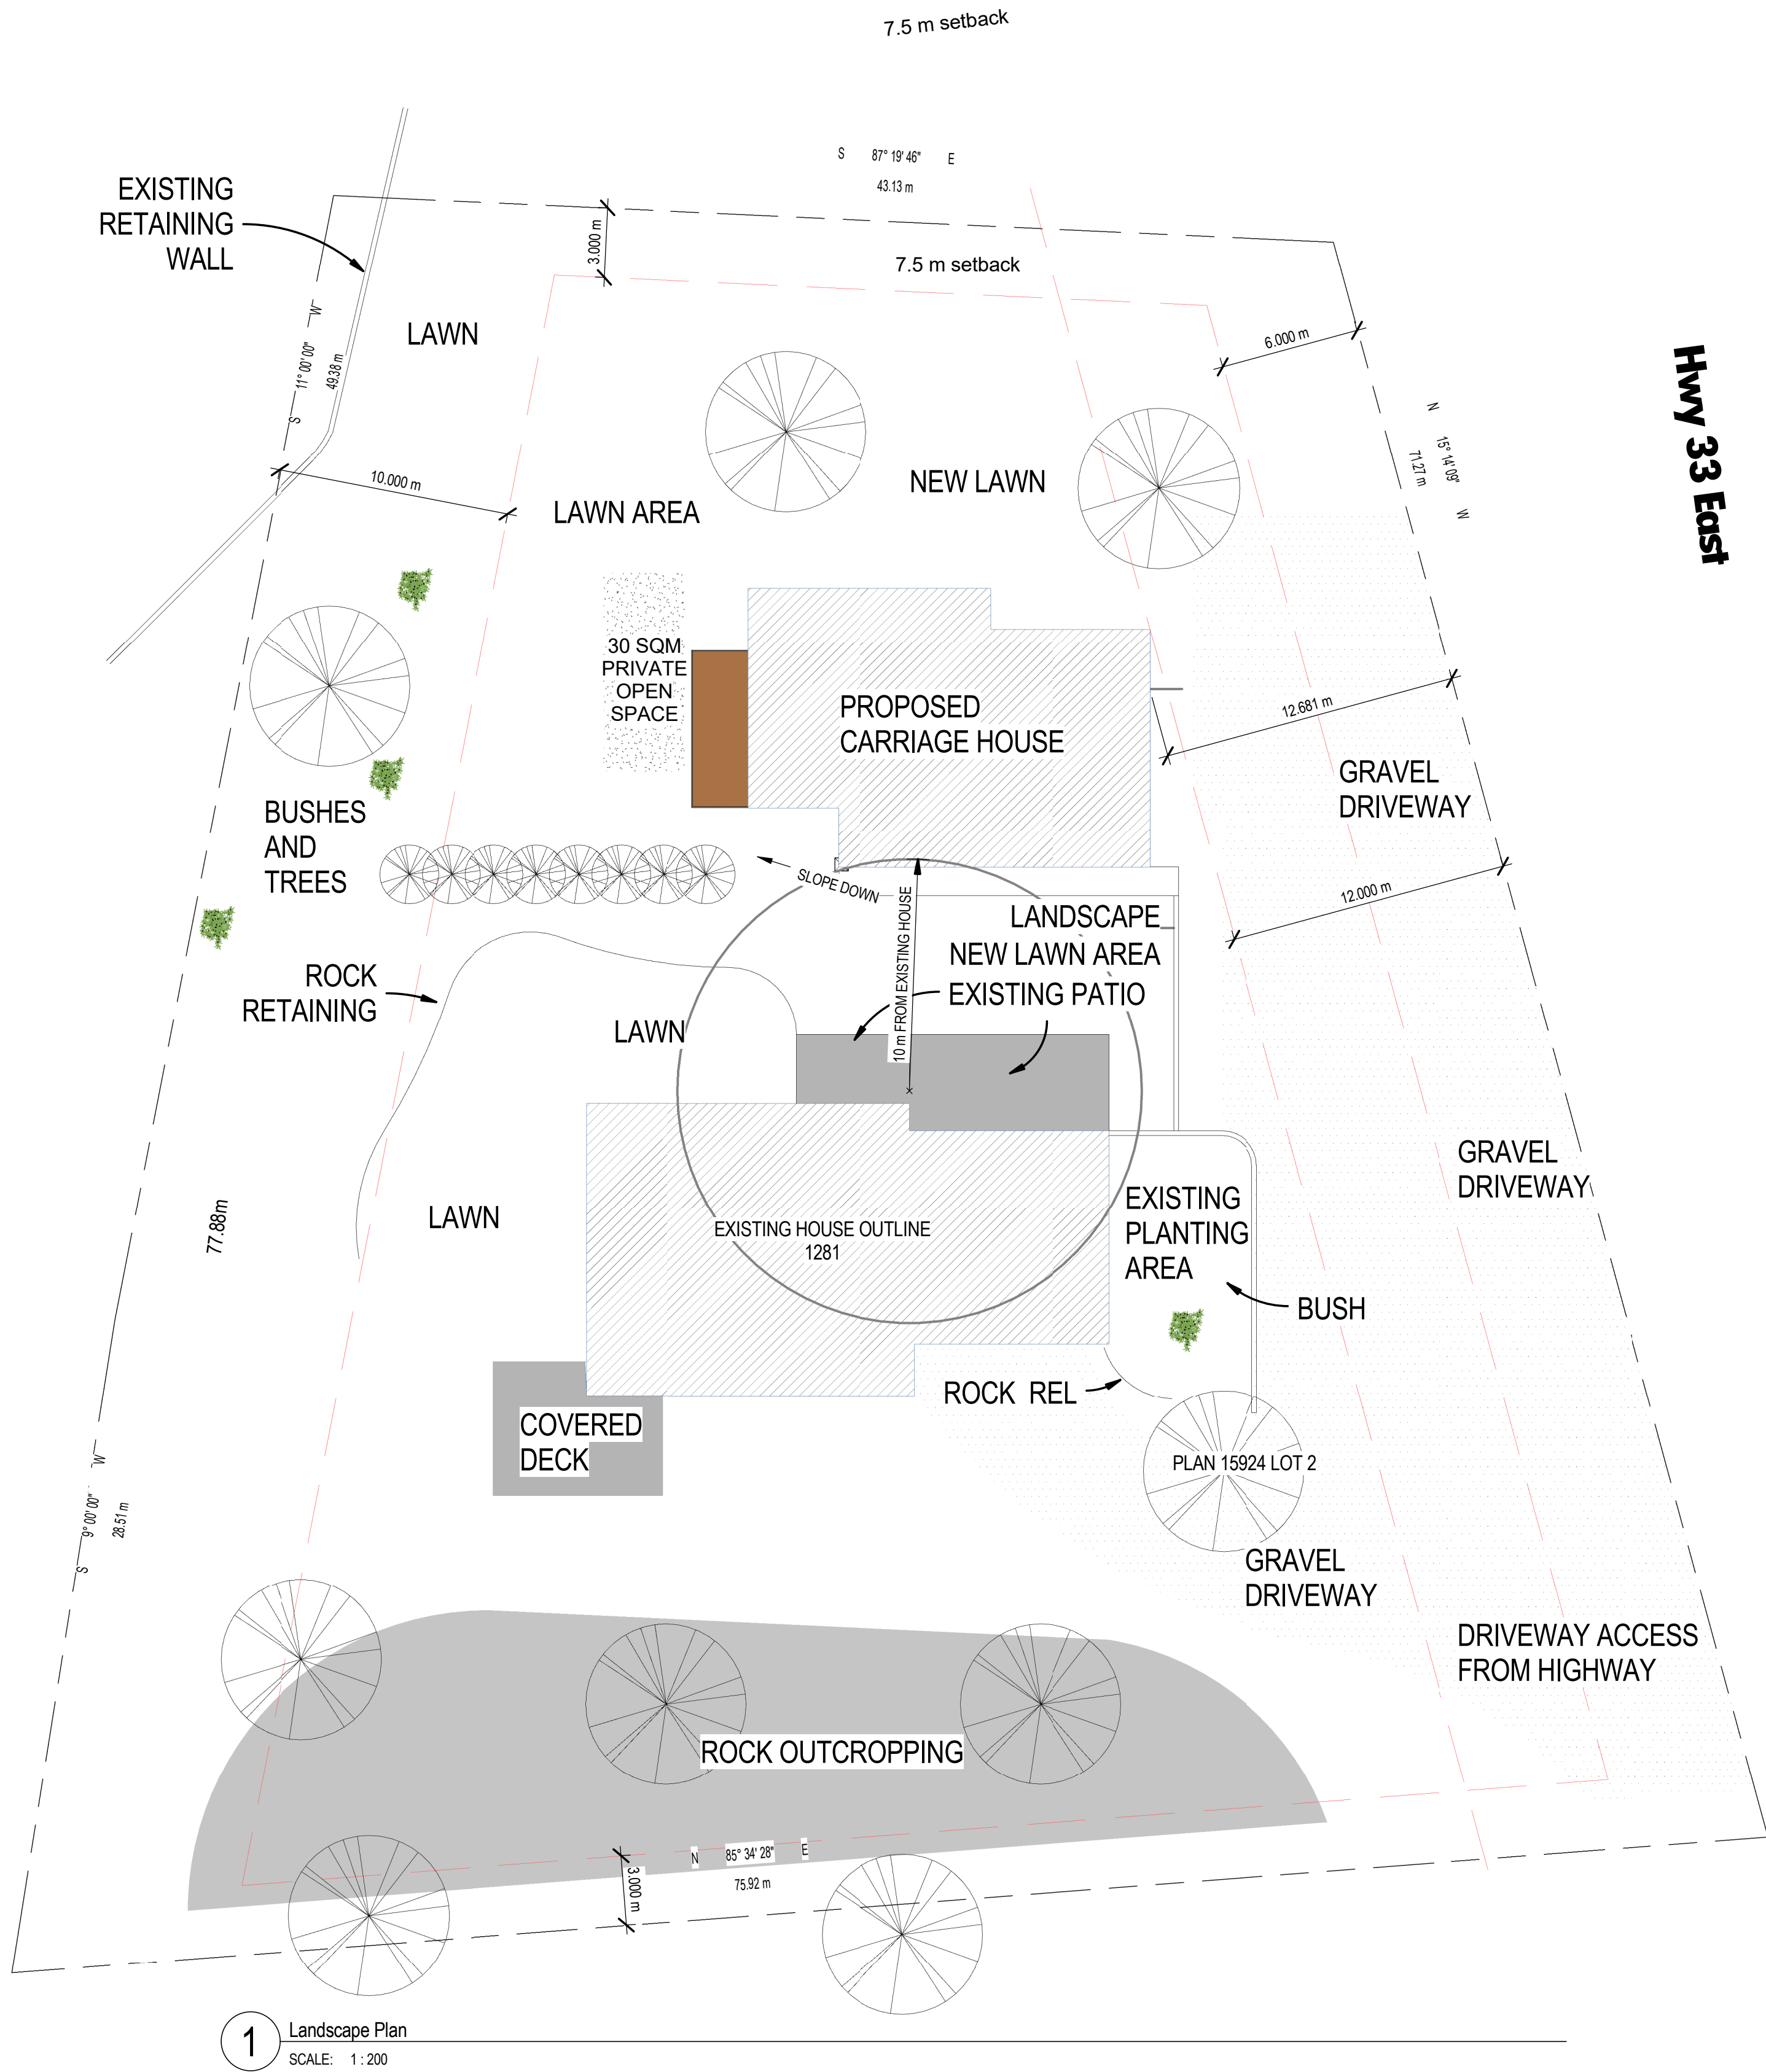 7.5 m setback
S 87° 19' 46" E
43.13 m
EXISTING
RETAINING
WALL
3.000 m
7.5 m setback
LAWN
S 11° 00' 00" W
49.38 m
6.000 m
Hwy 33 East
N 15° 14' 09" W
71.27 m
10.000 m
LAWN AREA
NEW LAWN
30 SQM
PRIVATE
OPEN
SPACE
PROPOSED
CARRIAGE HOUSE
12.681 m
GRAVEL
DRIVEWAY
BUSHES
AND
TREES
SLOPE DOWN
12.000 m
10 m FROM EXISTING HOUSE
LANDSCAPE
NEW LAWN AREA
EXISTING PATIO
ROCK
RETAINING
LAWN
GRAVEL
DRIVEWAY
77.88m
LAWN
EXISTING HOUSE OUTLINE
1281
EXISTING
PLANTING
AREA
BUSH
ROCK REL
COVERED
DECK
PLAN 15924 LOT 2
S 9° 00' 00" W
28.51 m
GRAVEL
DRIVEWAY
DRIVEWAY ACCESS
FROM HIGHWAY
ROCK OUTCROPPING
N 85° 34' 28" E
75.92 m
3.000 m
1
Landscape Plan
SCALE: 1 : 200